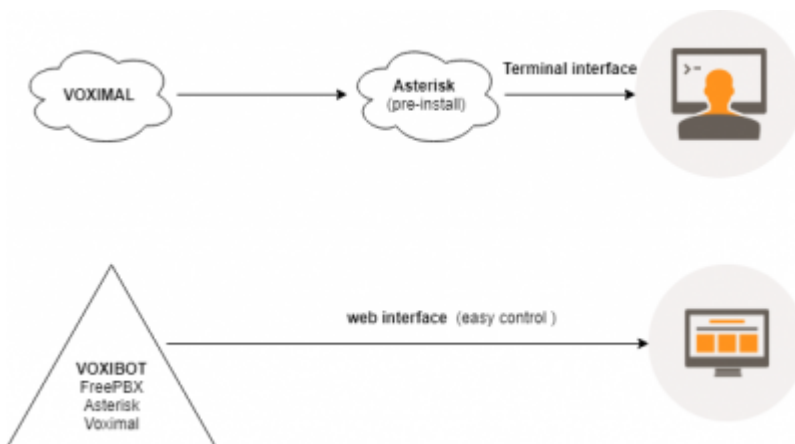 VOXIMAL
Asterisk
(pre-install)
Terminal interface
web interface (easy control )
VOXIBOT
FreePBX
Asterisk
Voximal